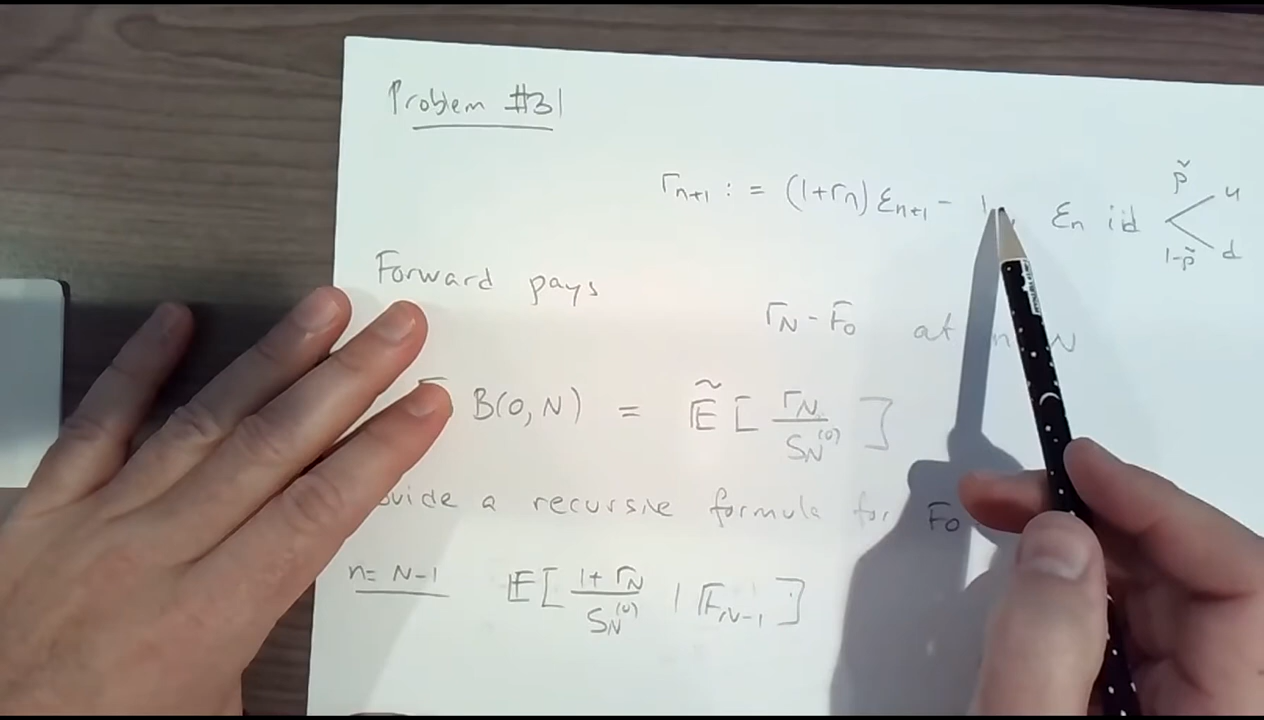 Problem #31
r_{n+1} := (1+r_n) ε_{n+1} - 1, ε_n iid p̃ u
1-p̃ d
Forward pays
r_N - F_0 at n N
B(0,N) = Ẽ [ r_N / S_N^{(0)} ]
a recursive formula for F_0
n = N-1 E [ (1 + r_N) / S_N^{(0)} | F_{N-1} ]